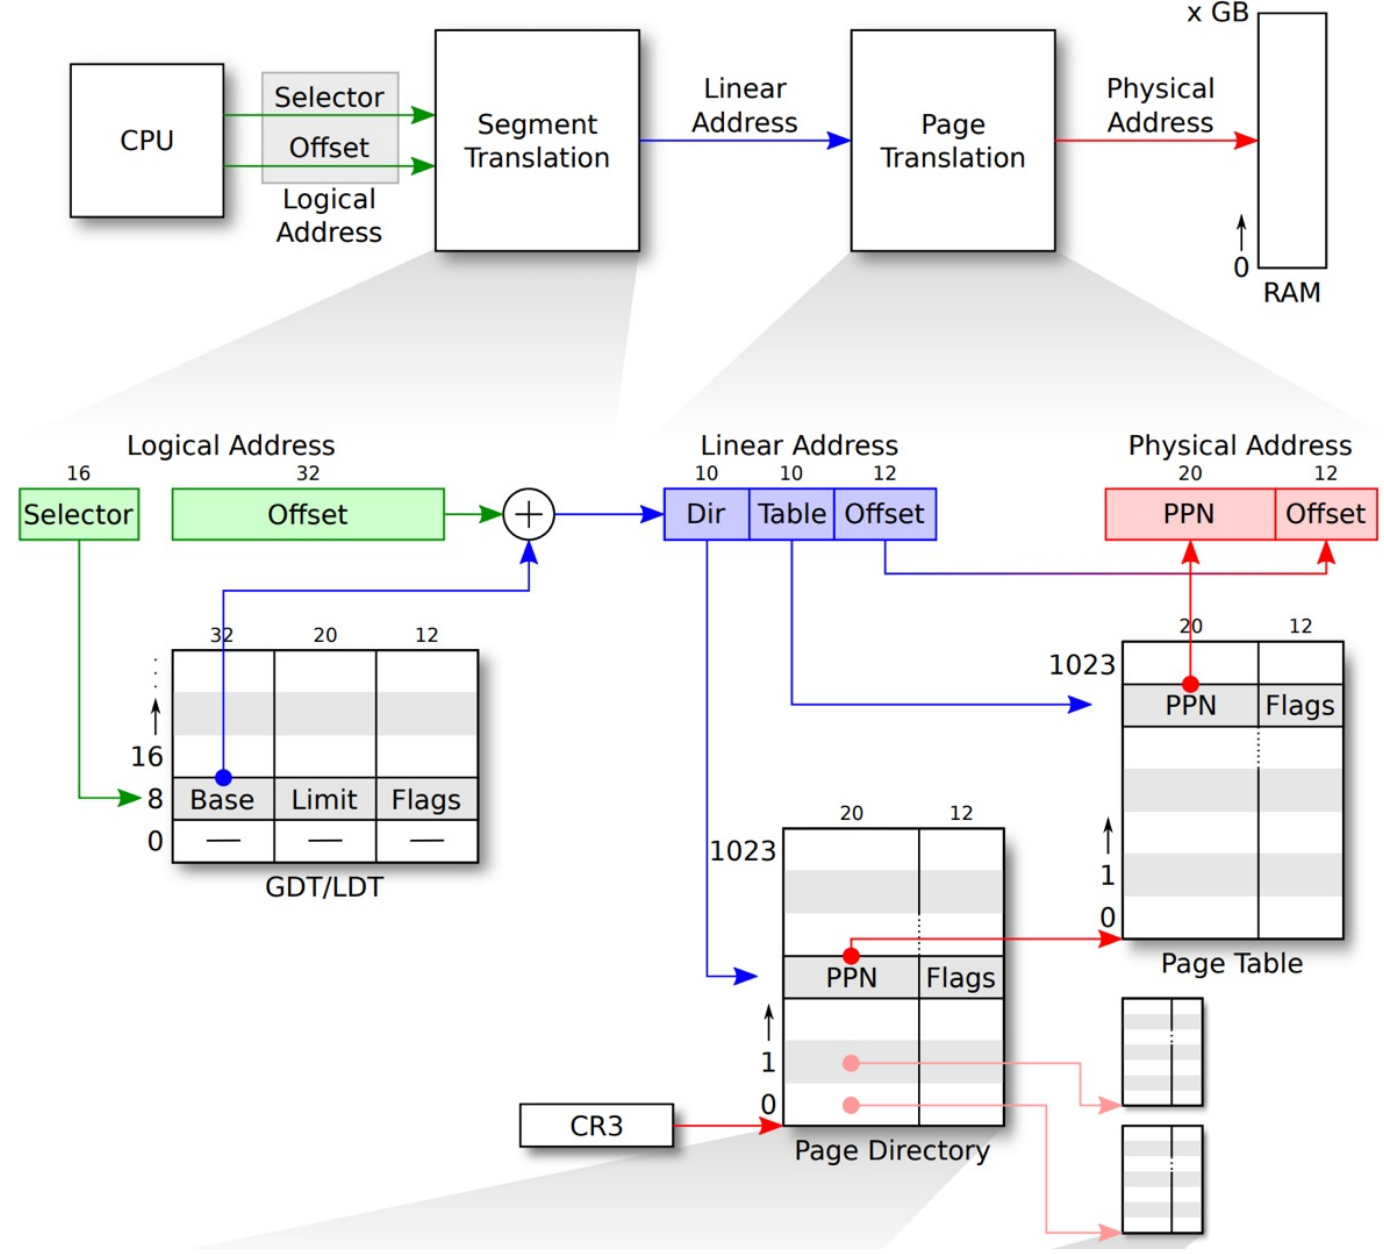 x GB
CPU
Selector
Offset
Logical
Address
Segment
Translation
Linear
Address
Page
Translation
Physical
Address
0
RAM
Logical Address
16
32
Selector
Offset
+
32
20
12
16
8
Base
Limit
Flags
0
—
—
—
GDT/LDT
Linear Address
10
10
12
Dir
Table
Offset
Physical Address
20
12
PPN
Offset
20
12
1023
PPN
Flags
1
0
Page Table
20
12
1023
PPN
Flags
1
0
CR3
Page Directory